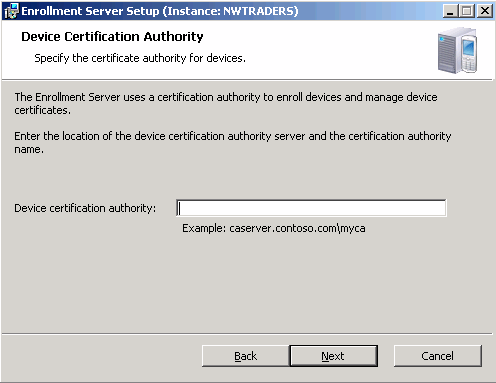 Enrollment Server Setup (Instance: NWTRADERS)
Device Certification Authority
Specify the certificate authority for devices.
The Enrollment Server uses a certification authority to enroll devices and manage device
certificates.
Enter the location of the device certification authority server and the certification authority
name.
Device certification authority:
Example: caserver.contoso.com\myca
Back Next Cancel